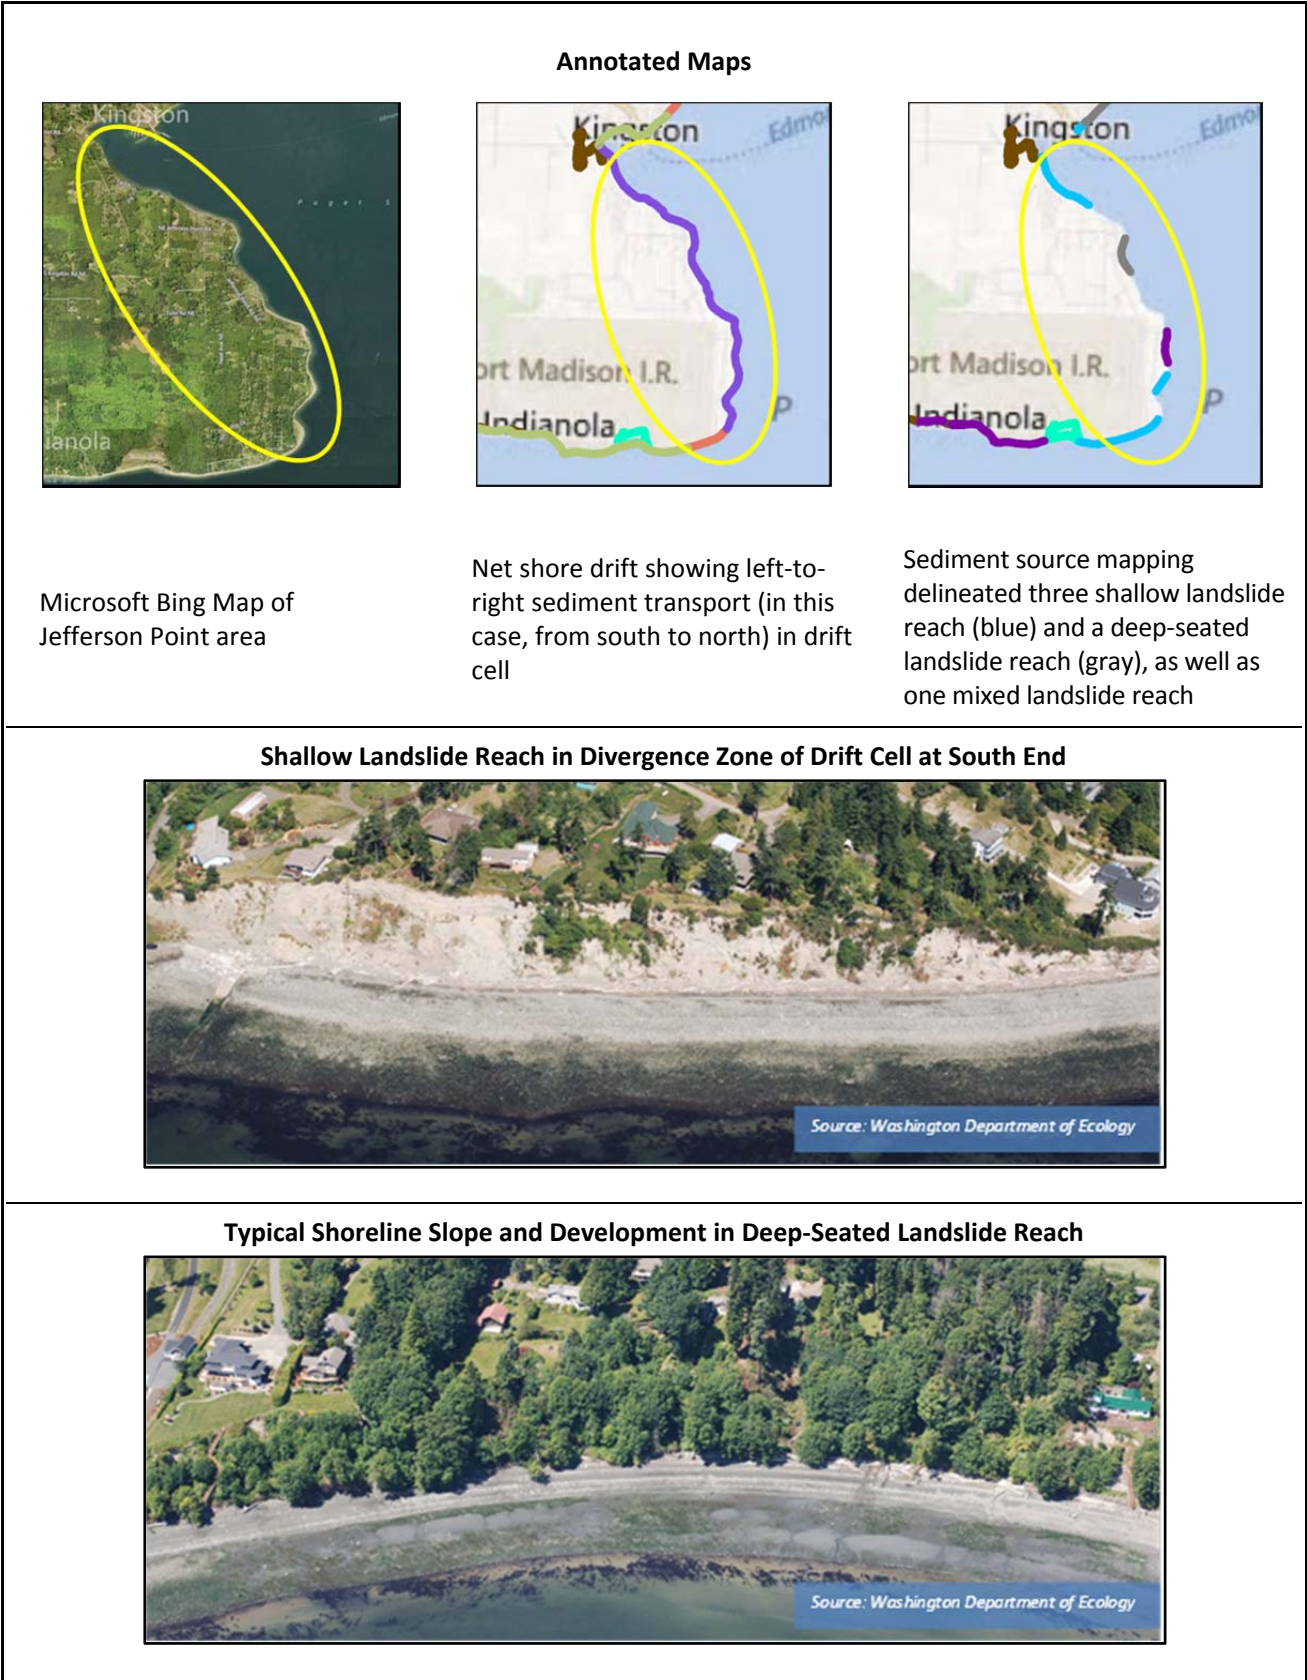 Annotated Maps
Kingston
Puget S
ianola
Kingston
Edmo
ort Madison I.R.
Indianola
P
Kingston
Edmo
ort Madison I.R.
Indianola
P
Microsoft Bing Map of
Jefferson Point area
Net shore drift showing left-to-
right sediment transport (in this
case, from south to north) in drift
cell
Sediment source mapping
delineated three shallow landslide
reach (blue) and a deep-seated
landslide reach (gray), as well as
one mixed landslide reach
Shallow Landslide Reach in Divergence Zone of Drift Cell at South End
Source: Washington Department of Ecology
Typical Shoreline Slope and Development in Deep-Seated Landslide Reach
Source: Washington Department of Ecology